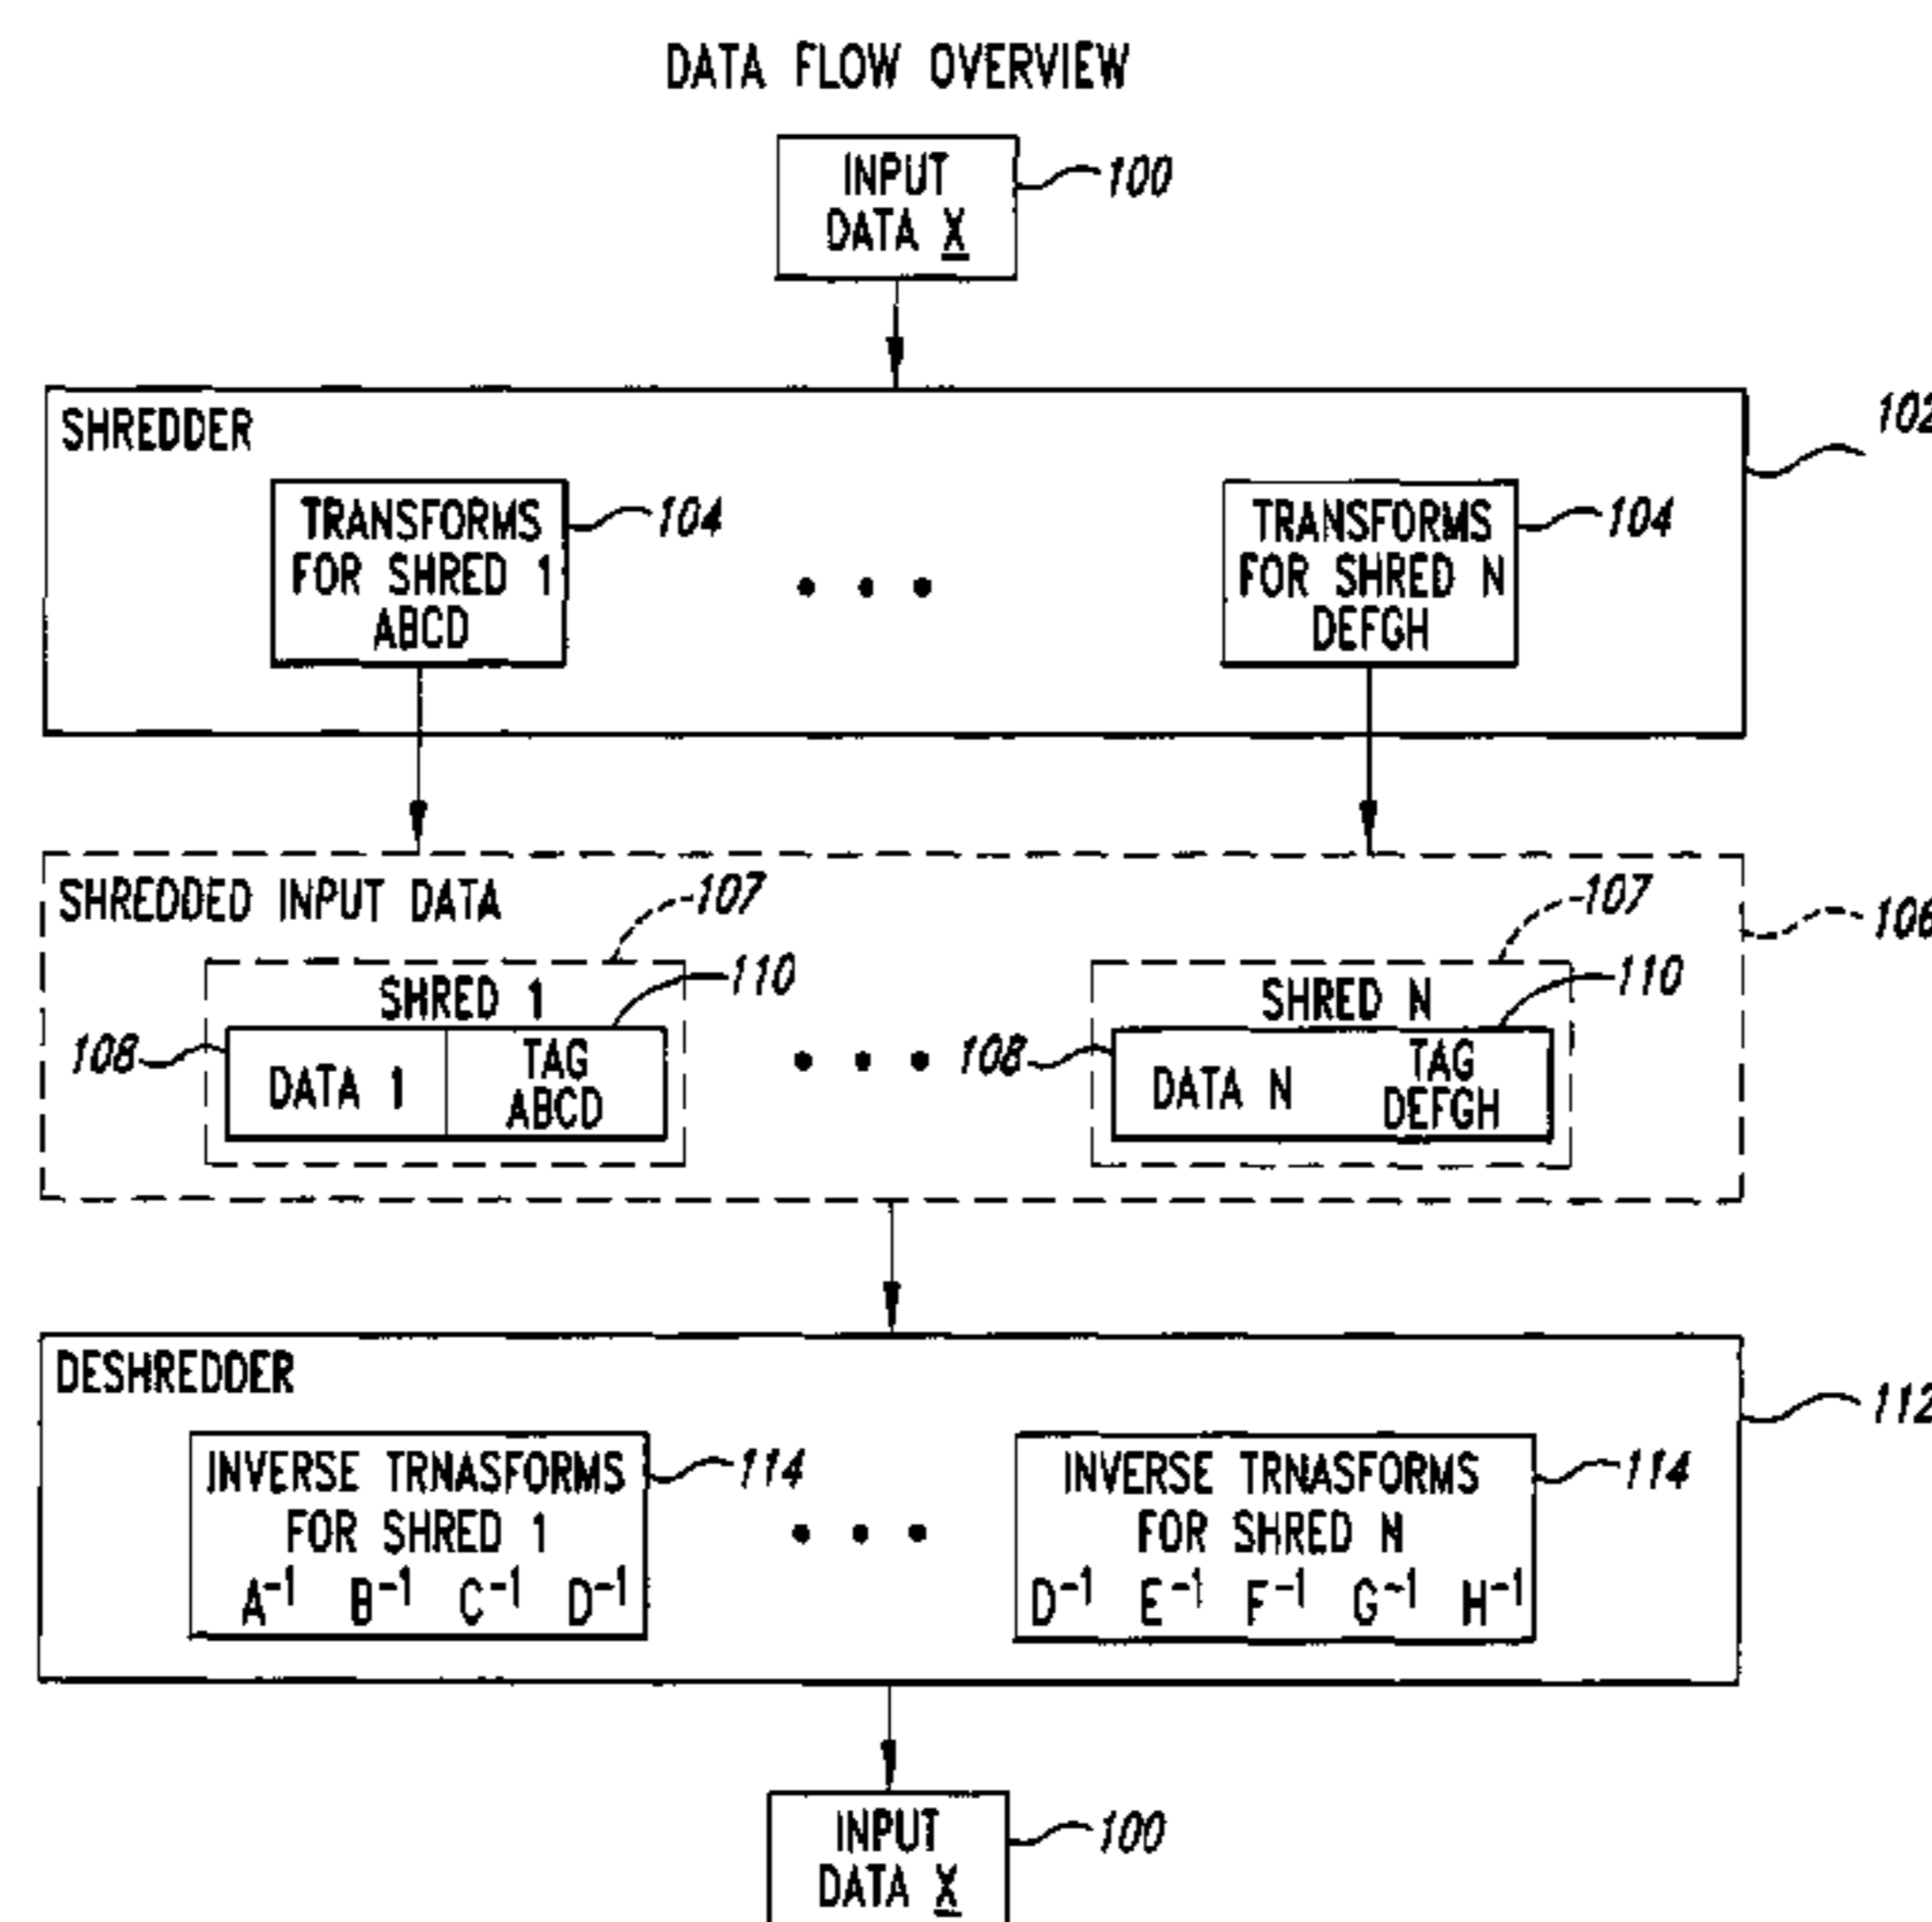 DATA FLOW OVERVIEW
INPUT
DATA X
100
SHREDDER
102
TRANSFORMS
FOR SHRED 1
ABCD
104
• • •
TRANSFORMS
FOR SHRED N
DEFGH
104
SHREDDED INPUT DATA
106
107
SHRED 1
110
108
DATA 1
TAG
ABCD
• • •
107
SHRED N
110
108
DATA N
TAG
DEFGH
DESHREDDER
112
INVERSE TRNASFORMS
FOR SHRED 1
A⁻¹ B⁻¹ C⁻¹ D⁻¹
114
• • •
INVERSE TRNASFORMS
FOR SHRED N
D⁻¹ E⁻¹ F⁻¹ G⁻¹ H⁻¹
114
INPUT
DATA X
100